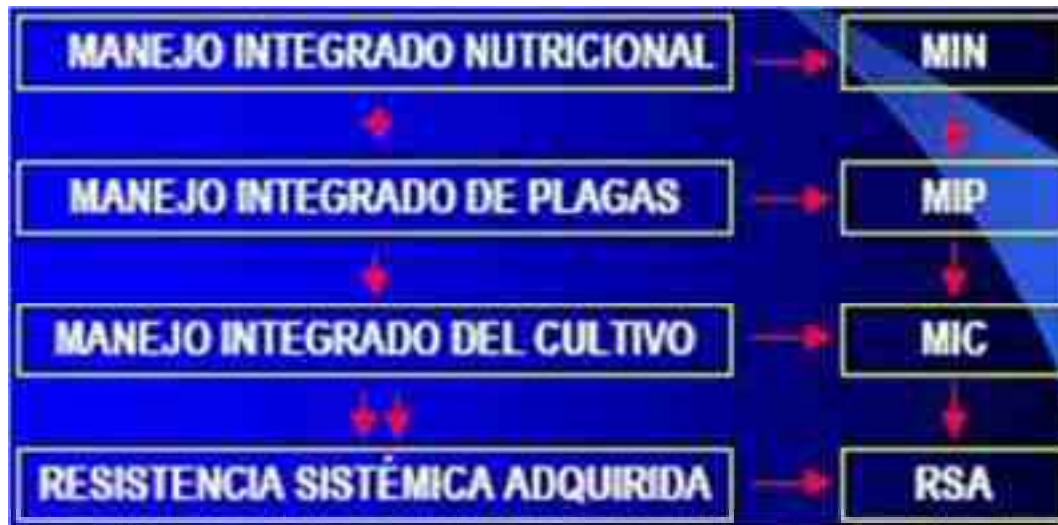 MANEJO INTEGRADO NUTRICIONAL MIN
MANEJO INTEGRADO DE PLAGAS MIP
MANEJO INTEGRADO DEL CULTIVO MIC
RESISTENCIA SISTÉMICA ADQUIRIDA RSA